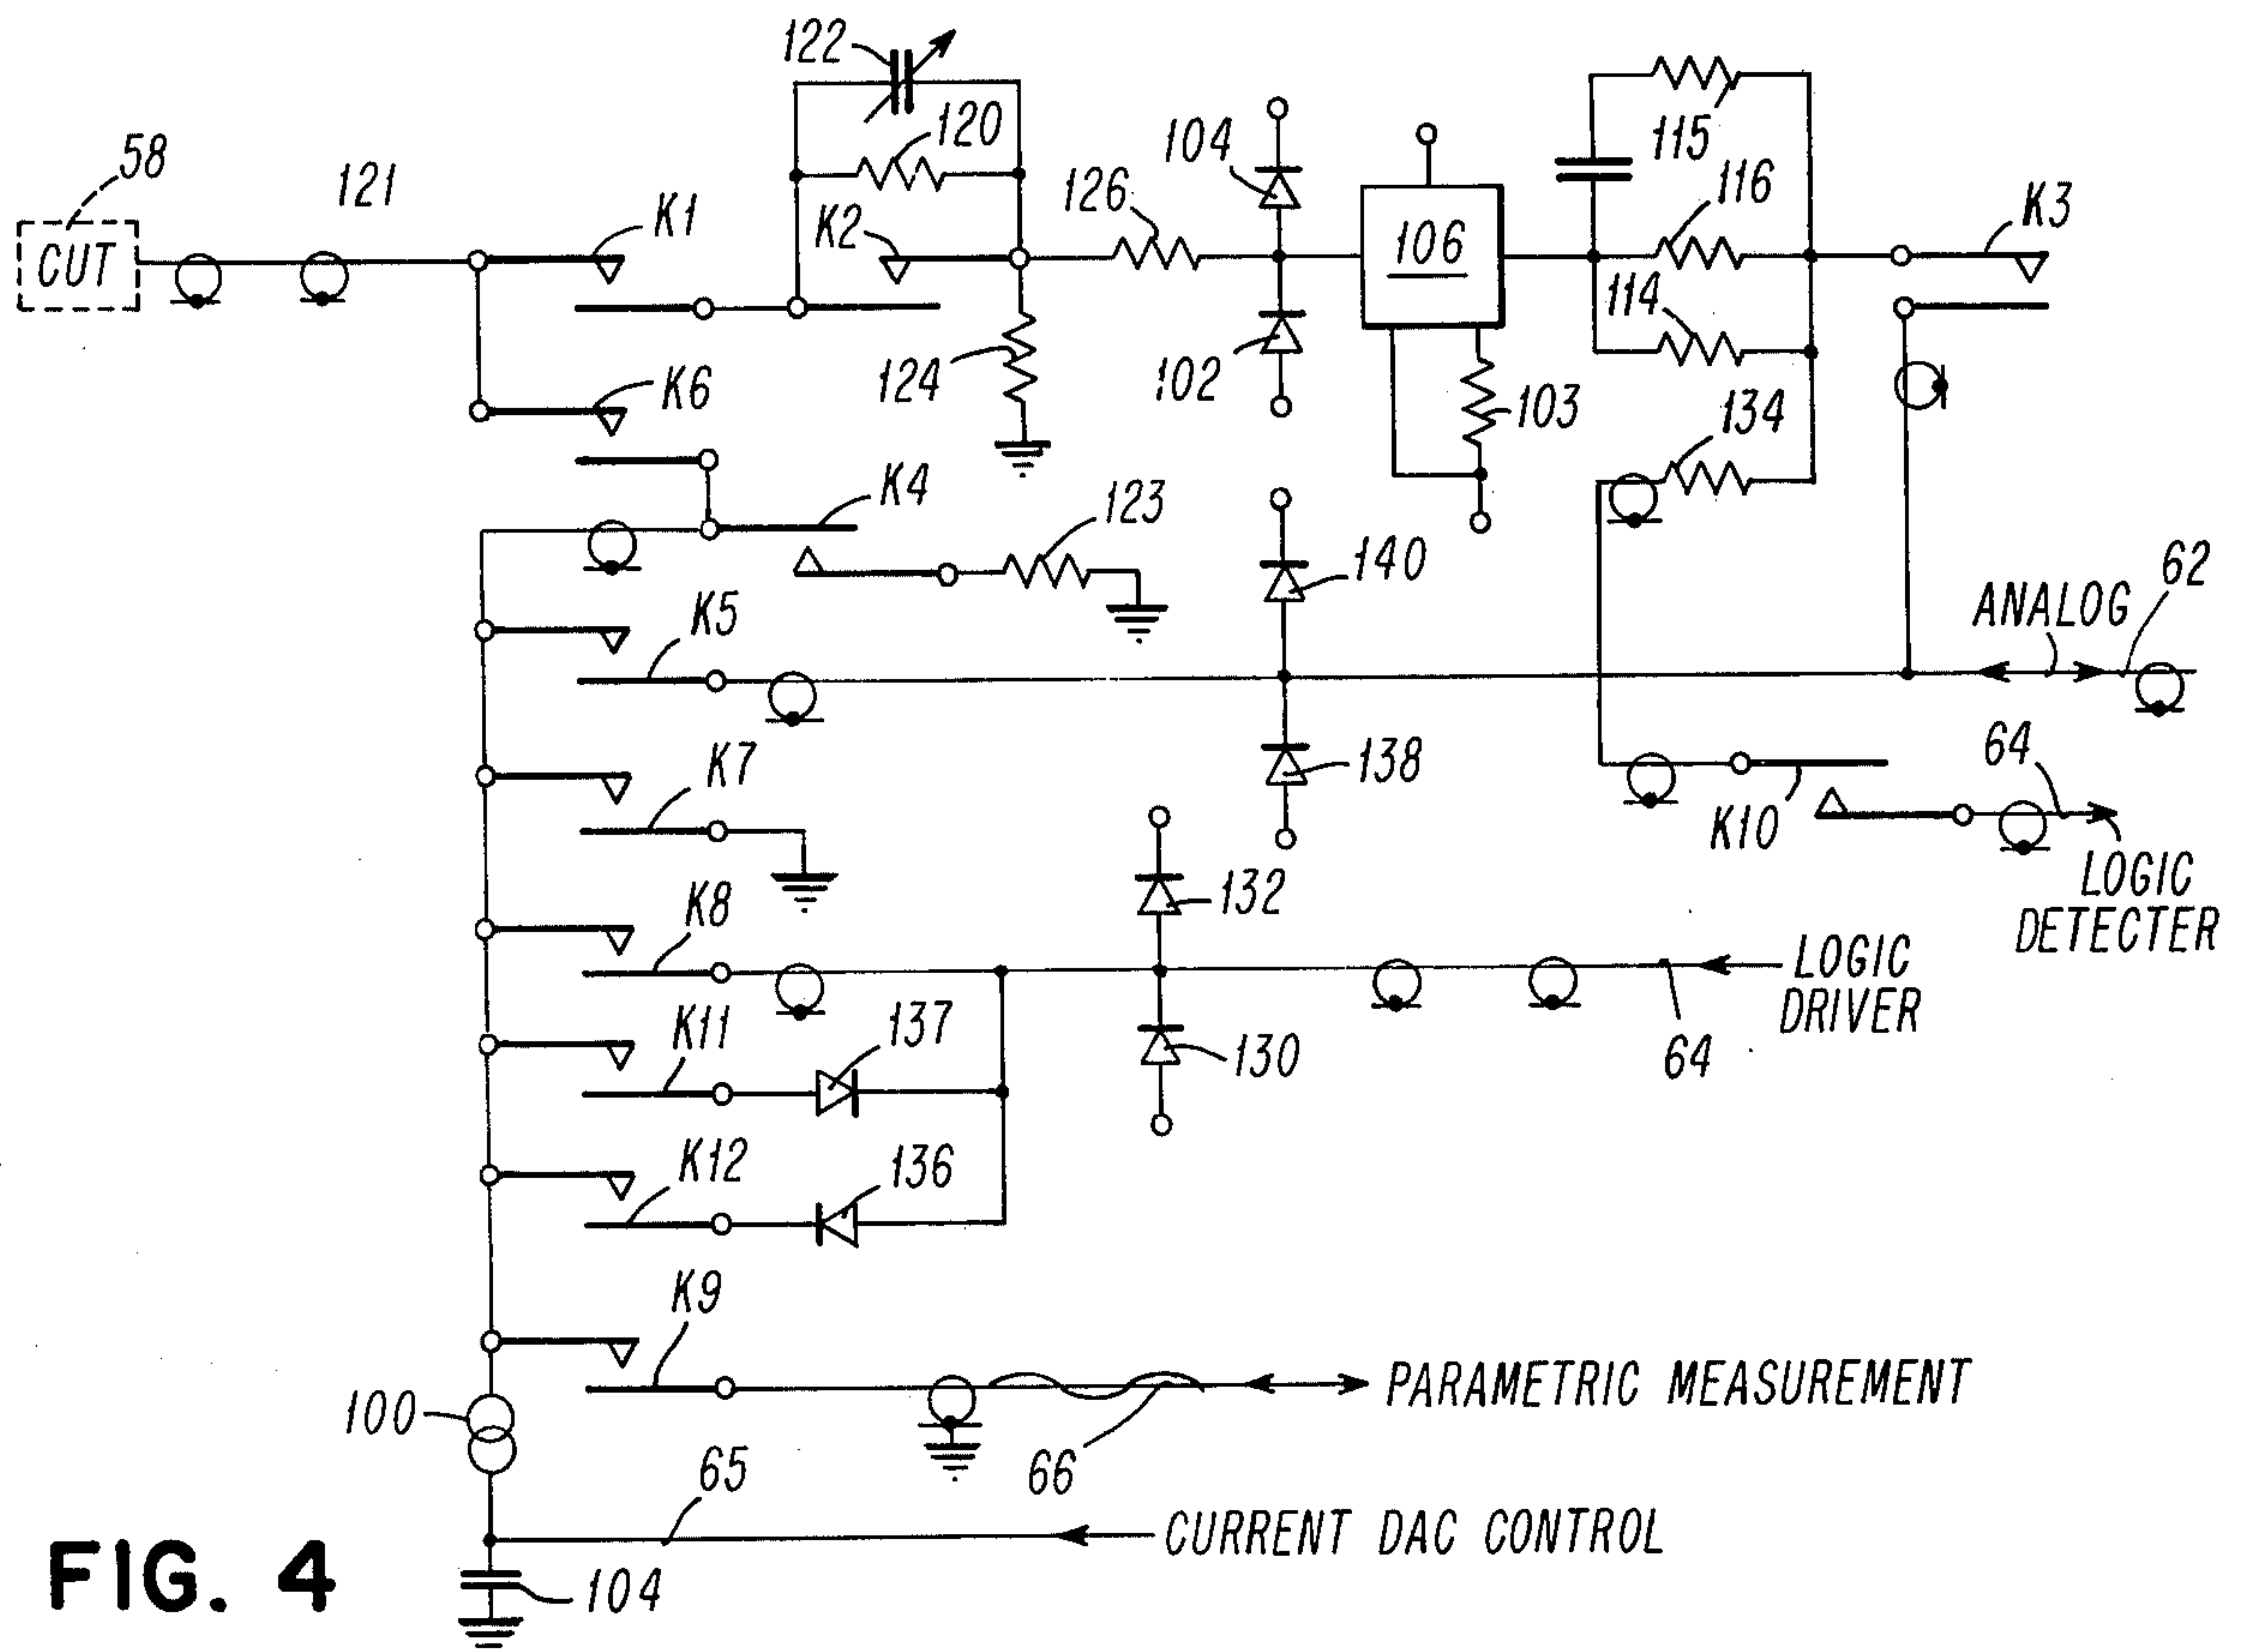 122
58
CUT
121
K1
120
K2
126
104
106
115
116
K3
114
124
102
103
134
K6
K4
123
K5
140
ANALOG
62
K7
138
K10
64
LOGIC
DETECTER
K8
132
LOGIC
DRIVER
64
K11
137
130
K12
136
K9
PARAMETRIC MEASUREMENT
100
65
66
CURRENT DAC CONTROL
104
FIG. 4